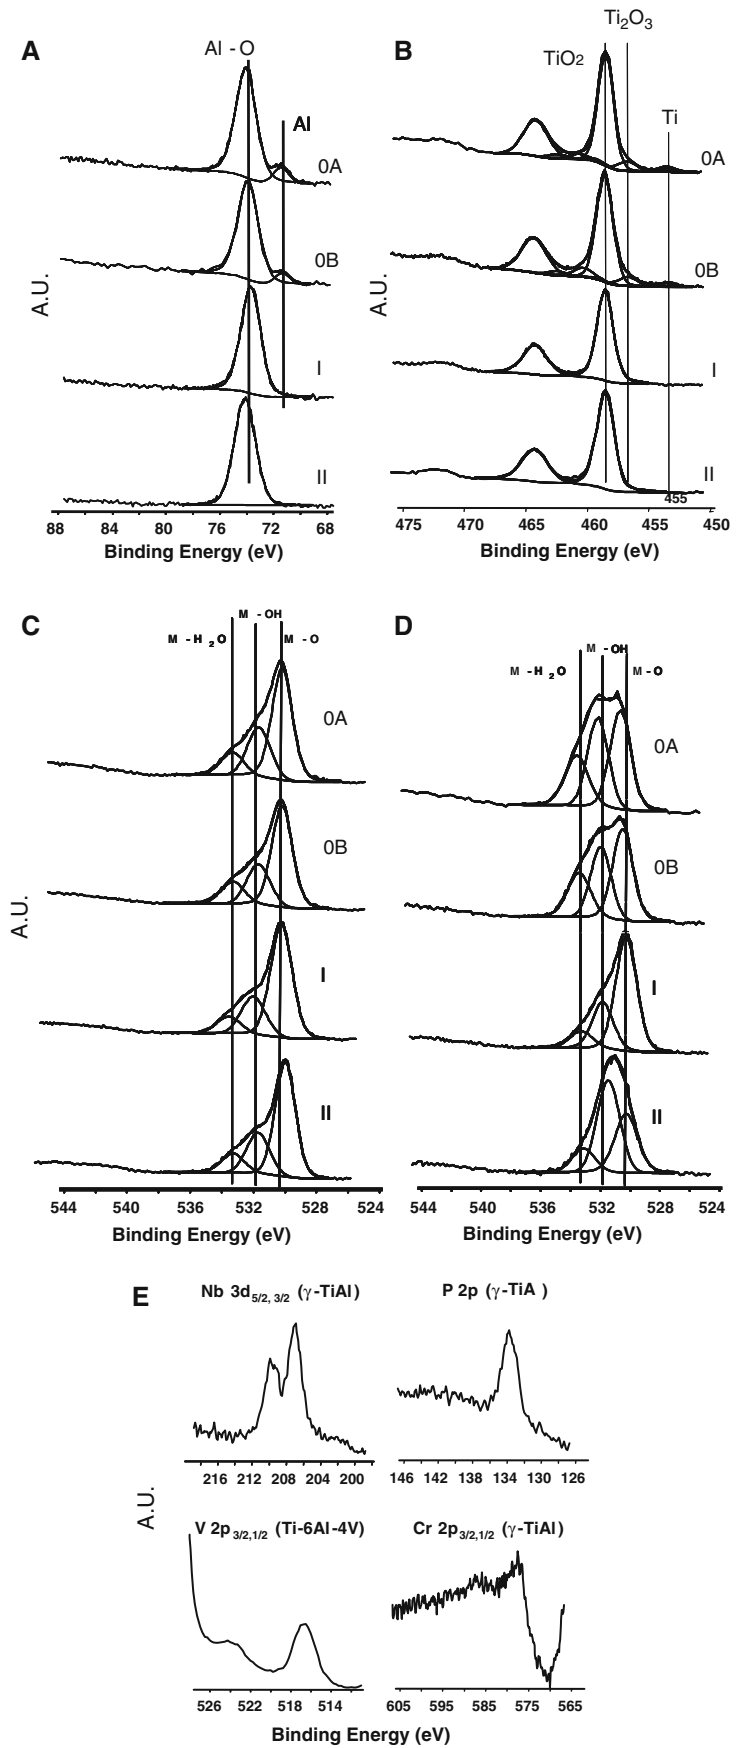 A
Al - O
Al
0A
0B
I
II
A.U.
88 84 80 76 72 68
Binding Energy (eV)
B
Ti2O3
TiO2
Ti
0A
0B
I
II
A.U.
455
475 470 465 460 455 450
Binding Energy (eV)
C
M - OH
M - H2O
M - O
0A
0B
I
II
A.U.
544 540 536 532 528 524
Binding Energy (eV)
D
M - OH
M - H2O
M - O
0A
0B
I
II
544 540 536 532 528 524
Binding Energy (eV)
E
Nb 3d5/2, 3/2 (γ-TiAl)
216 212 208 204 200
P 2p (γ-TiA )
146 142 138 134 130 126
A.U.
V 2p3/2,1/2 (Ti-6Al-4V)
526 522 518 514
Cr 2p3/2,1/2 (γ-TiAl)
605 595 585 575 565
Binding Energy (eV)